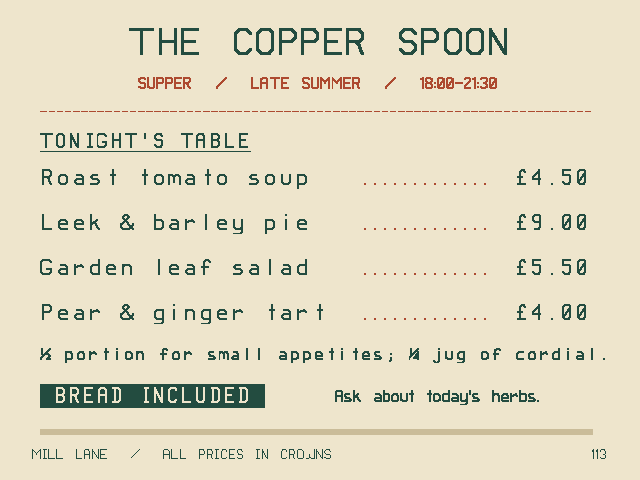 THE COPPER SPOON
SUPPER / LATE SUMMER / 18:00-21:30
TONIGHT'S TABLE
Roast tomato soup ............. £4.50
Leek & barley pie ............. £9.00
Garden leaf salad ............. £5.50
Pear & ginger tart ............. £4.00
½ portion for small appetites; ¼ jug of cordial.
BREAD INCLUDED Ask about today's herbs.
MILL LANE / ALL PRICES IN CROWNS 113